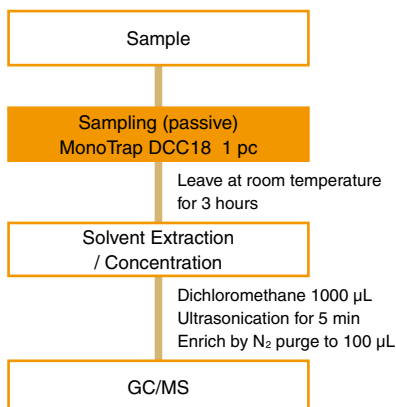 Sample
Sampling (passive)
MonoTrap DCC18 1 pc
Leave at room temperature
for 3 hours
Solvent Extraction
/ Concentration
Dichloromethane 1000 μL
Ultrasonication for 5 min
Enrich by N₂ purge to 100 μL
GC/MS